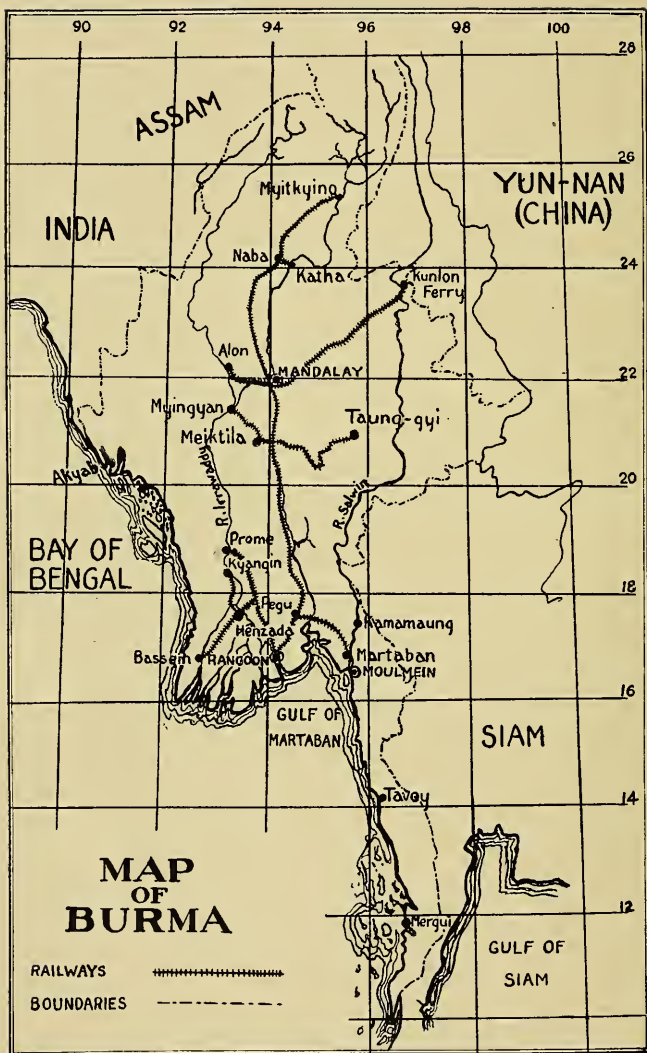 90 92 94 96 98 100
28
ASSAM
26
Myitkyino
YUN-NAN
(CHINA)
INDIA
Naba
Katha
24
Kunlon
Ferry
Alon
MANDALAY
22
Myingyan
Taung-gyi
Meiktila
Akyab
20
R. Irrawaddy
R. Salwin
Prome
Kyangin
BAY OF
BENGAL
18
Pegu
Henzada
Kamamaung
Bassein
RANGOON
Martaban
MOULMEIN
16
GULF OF
MARTABAN
SIAM
Tavoy
14
MAP
OF
BURMA
12
Mergui
GULF OF
SIAM
RAILWAYS
BOUNDARIES